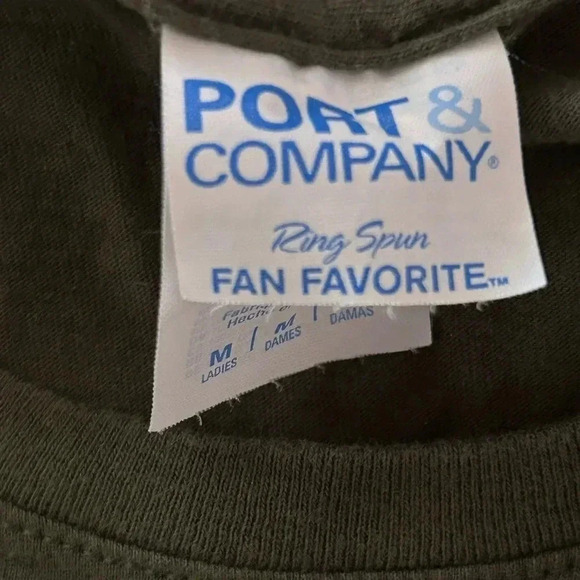 PORT &
COMPANY®
Ring Spun
FAN FAVORITE™
M / M /
LADIES DAMES DAMAS